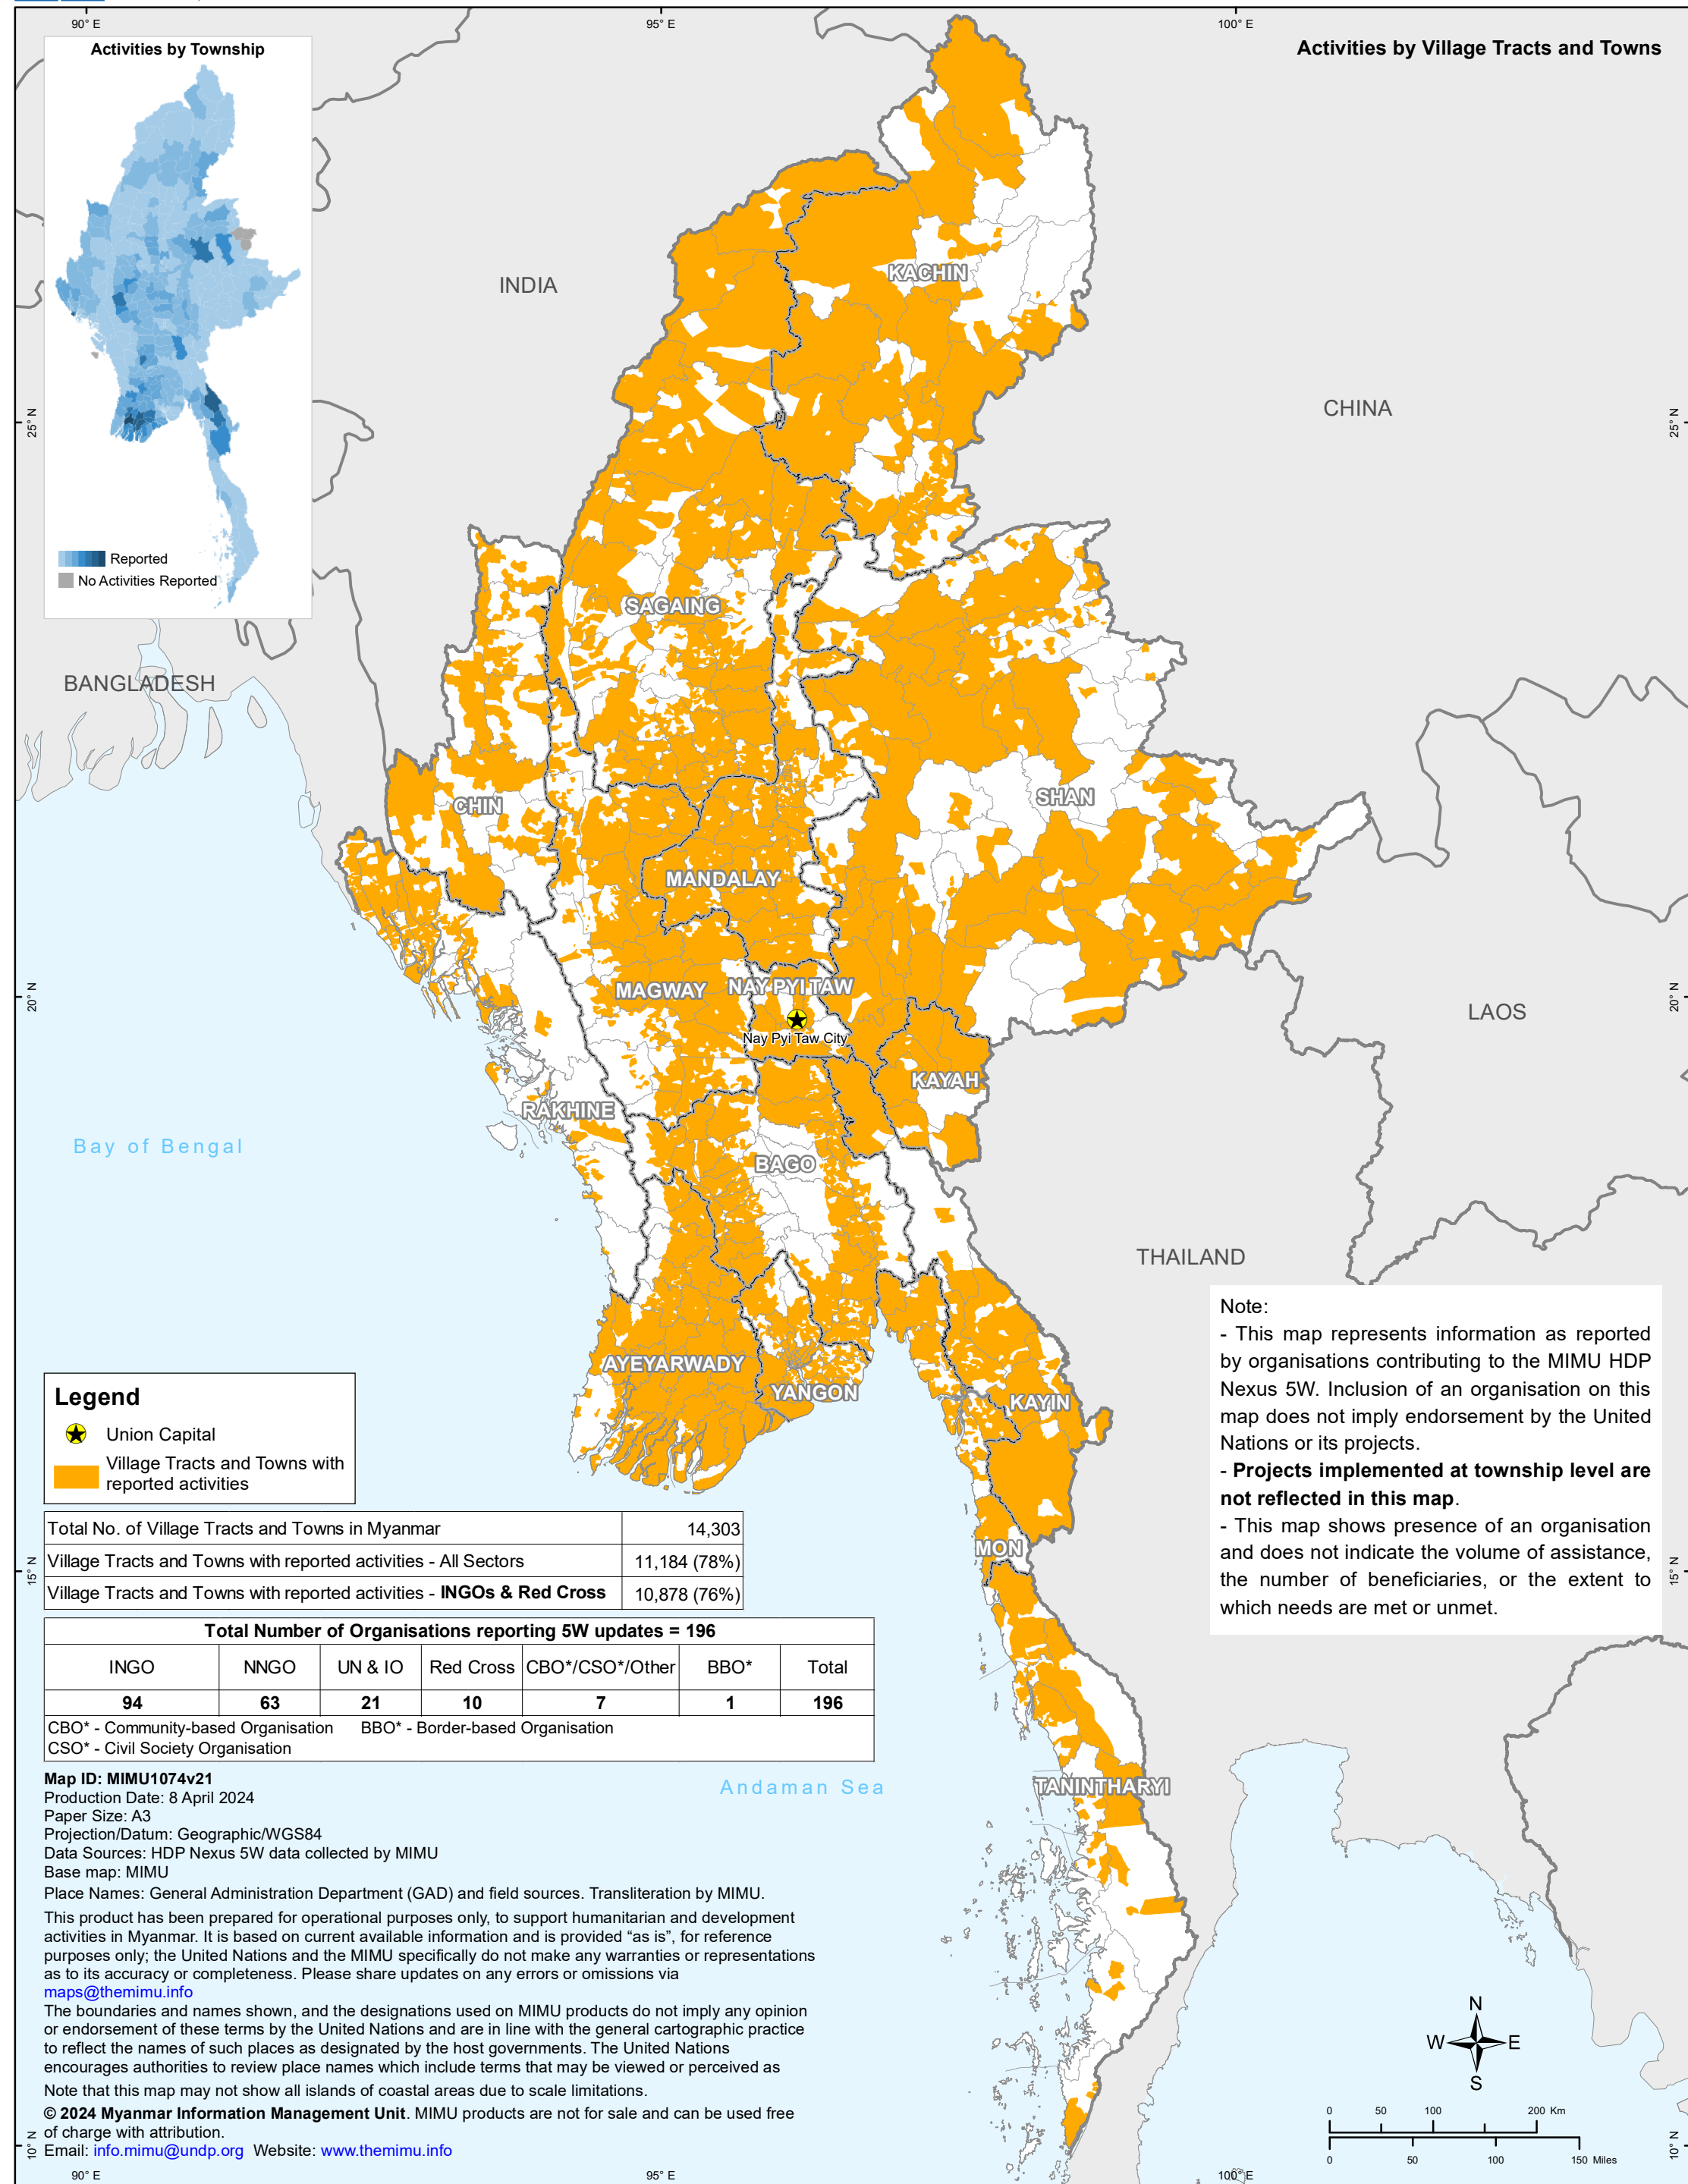 90° E
95° E
100° E
Activities by Township
Activities by Village Tracts and Towns
Reported
No Activities Reported
INDIA
CHINA
BANGLADESH
LAOS
THAILAND
25° N
25° N
20° N
20° N
15° N
15° N
10° N
10° N
KACHIN
SAGAING
CHIN
SHAN
MANDALAY
MAGWAY
NAY PYI TAW
Nay Pyi Taw City
KAYAH
RAKHINE
BAGO
AYEYARWADY
YANGON
KAYIN
MON
TANINTHARYI
Bay of Bengal
Andaman Sea
Note:
- This map represents information as reported
by organisations contributing to the MIMU HDP
Nexus 5W. Inclusion of an organisation on this
map does not imply endorsement by the United
Nations or its projects.
- Projects implemented at township level are
not reflected in this map.
- This map shows presence of an organisation
and does not indicate the volume of assistance,
the number of beneficiaries, or the extent to
which needs are met or unmet.
Legend
Union Capital
Village Tracts and Towns with
reported activities
Total No. of Village Tracts and Towns in Myanmar 14,303
Village Tracts and Towns with reported activities - All Sectors 11,184 (78%)
Village Tracts and Towns with reported activities - INGOs & Red Cross 10,878 (76%)
Total Number of Organisations reporting 5W updates = 196
INGO NNGO UN & IO Red Cross CBO*/CSO*/Other BBO* Total
94 63 21 10 7 1 196
CBO* - Community-based Organisation BBO* - Border-based Organisation
CSO* - Civil Society Organisation
Map ID: MIMU1074v21
Production Date: 8 April 2024
Paper Size: A3
Projection/Datum: Geographic/WGS84
Data Sources: HDP Nexus 5W data collected by MIMU
Base map: MIMU
Place Names: General Administration Department (GAD) and field sources. Transliteration by MIMU.
This product has been prepared for operational purposes only, to support humanitarian and development
activities in Myanmar. It is based on current available information and is provided “as is”, for reference
purposes only; the United Nations and the MIMU specifically do not make any warranties or representations
as to its accuracy or completeness. Please share updates on any errors or omissions via
maps@themimu.info
The boundaries and names shown, and the designations used on MIMU products do not imply any opinion
or endorsement of these terms by the United Nations and are in line with the general cartographic practice
to reflect the names of such places as designated by the host governments. The United Nations
encourages authorities to review place names which include terms that may be viewed or perceived as
Note that this map may not show all islands of coastal areas due to scale limitations.
© 2024 Myanmar Information Management Unit. MIMU products are not for sale and can be used free
of charge with attribution.
Email: info.mimu@undp.org Website: www.themimu.info
N
W E
S
0 50 100 200 Km
0 50 100 150 Miles
90° E
95° E
100° E